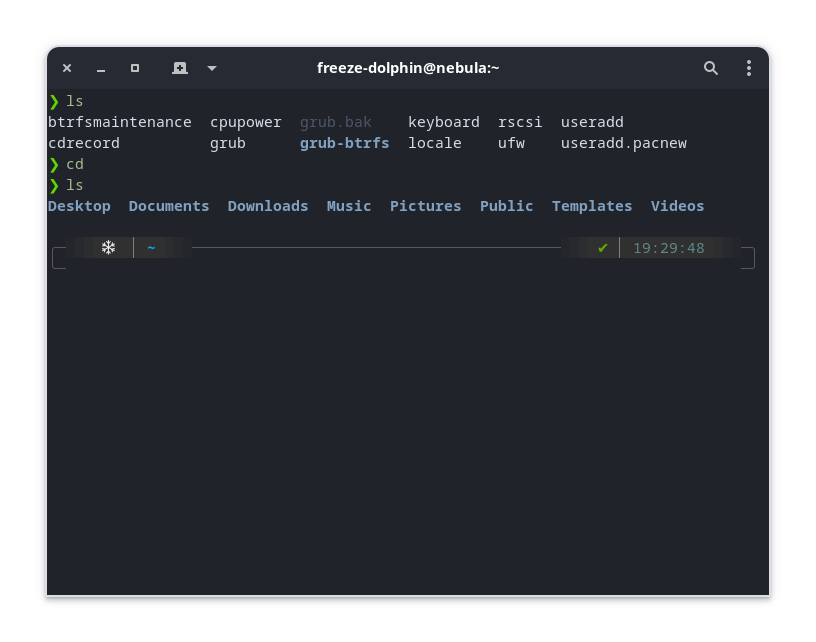 freeze-dolphin@nebula:~
❯ ls
btrfsmaintenance  cpupower  grub.bak    keyboard  rscsi  useradd
cdrecord          grub      grub-btrfs  locale    ufw    useradd.pacnew
❯ cd
❯ ls
Desktop  Documents  Downloads  Music  Pictures  Public  Templates  Videos
❄ │ ~ ✔ │ 19:29:48